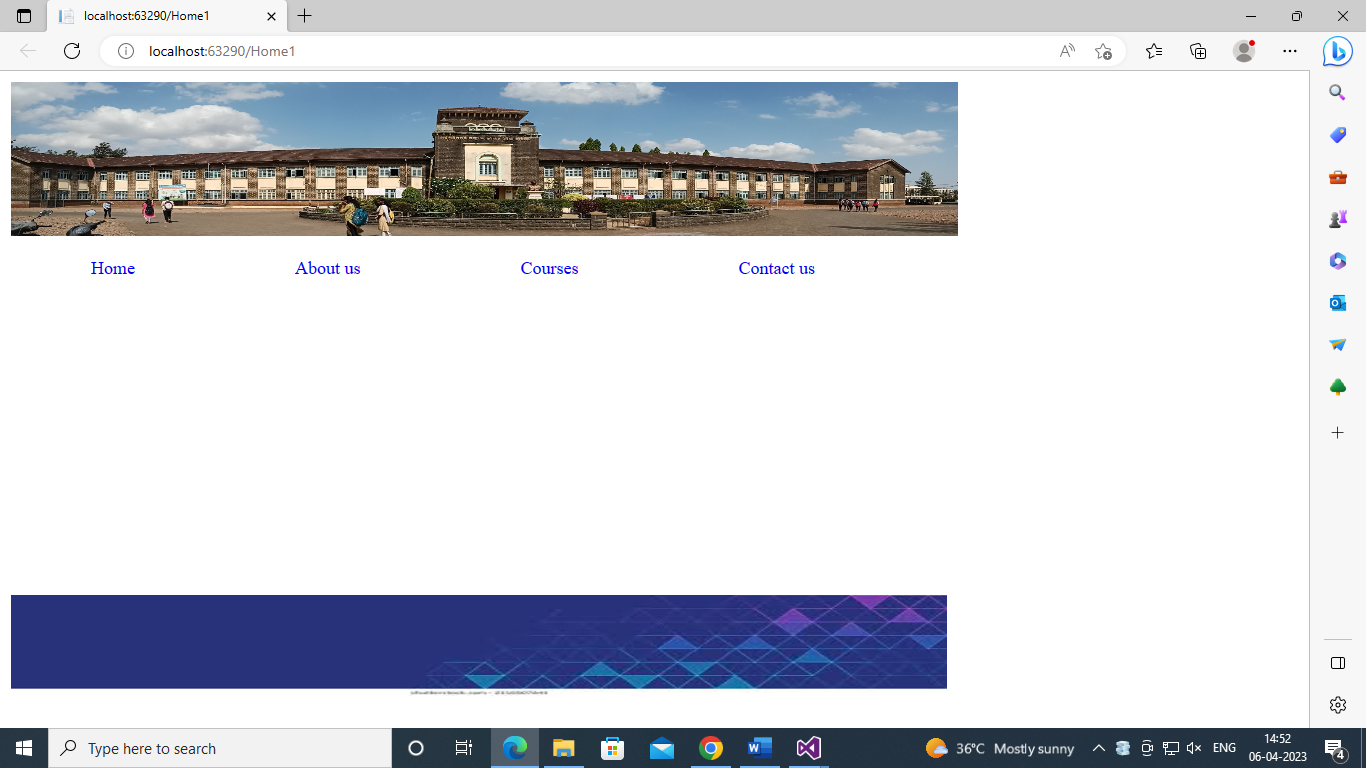 localhost:63290/Home1
localhost:63290/Home1
Home About us Courses Contact us
Type here to search
36°C Mostly sunny
ENG
14:52
06-04-2023
4